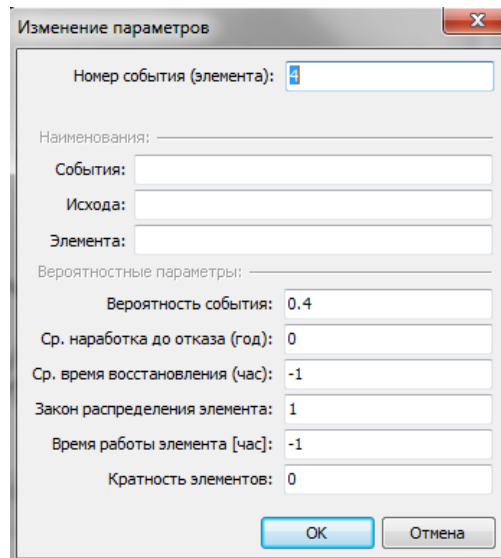 Изменение параметров
Номер события (элемента): 4
Наименования:
События:
Исхода:
Элемента:
Вероятностные параметры:
Вероятность события: 0.4
Ср. наработка до отказа (год): 0
Ср. время восстановления (час): -1
Закон распределения элемента: 1
Время работы элемента [час]: -1
Кратность элементов: 0
OK Отмена